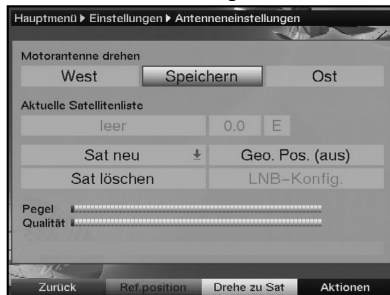 Hauptmenü ▸ Einstellungen ▸ Antenneneinstellungen
Motorantenne drehen
West Speichern Ost
Aktuelle Satellitenliste
leer 0.0 E
Sat neu Geo. Pos. (aus)
Sat löschen LNB-Konfig.
Pegel
Qualität
Zurück Ref.position Drehe zu Sat Aktionen